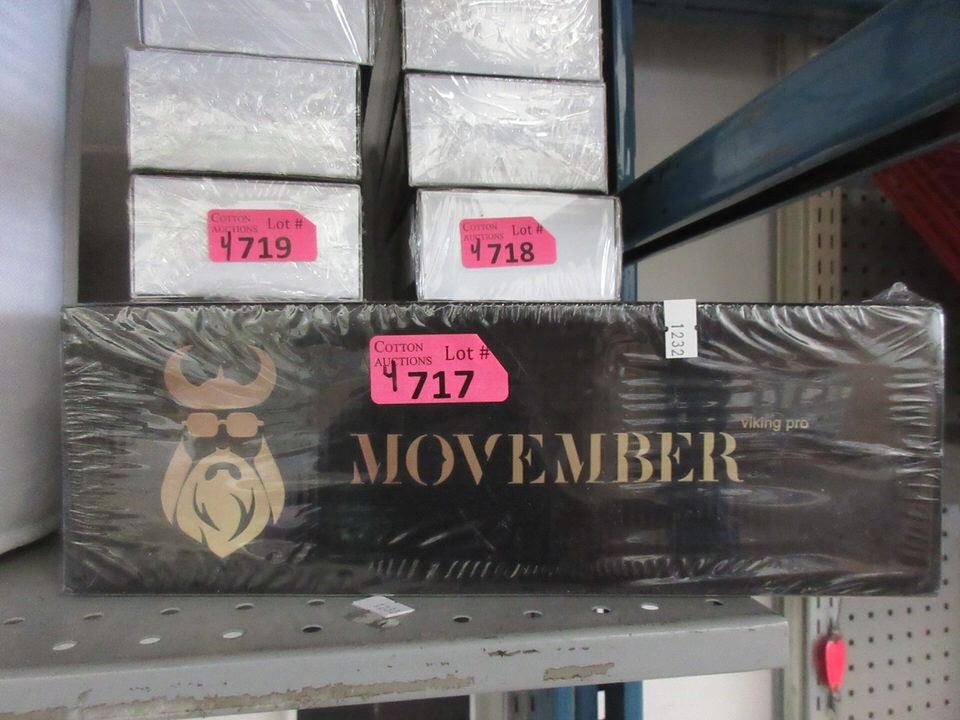 COTTON
AUCTIONS
Lot #
4719
COTTON
AUCTIONS
Lot #
4718
COTTON
AUCTIONS
Lot #
4717
1232
viking pro
MOVEMBER